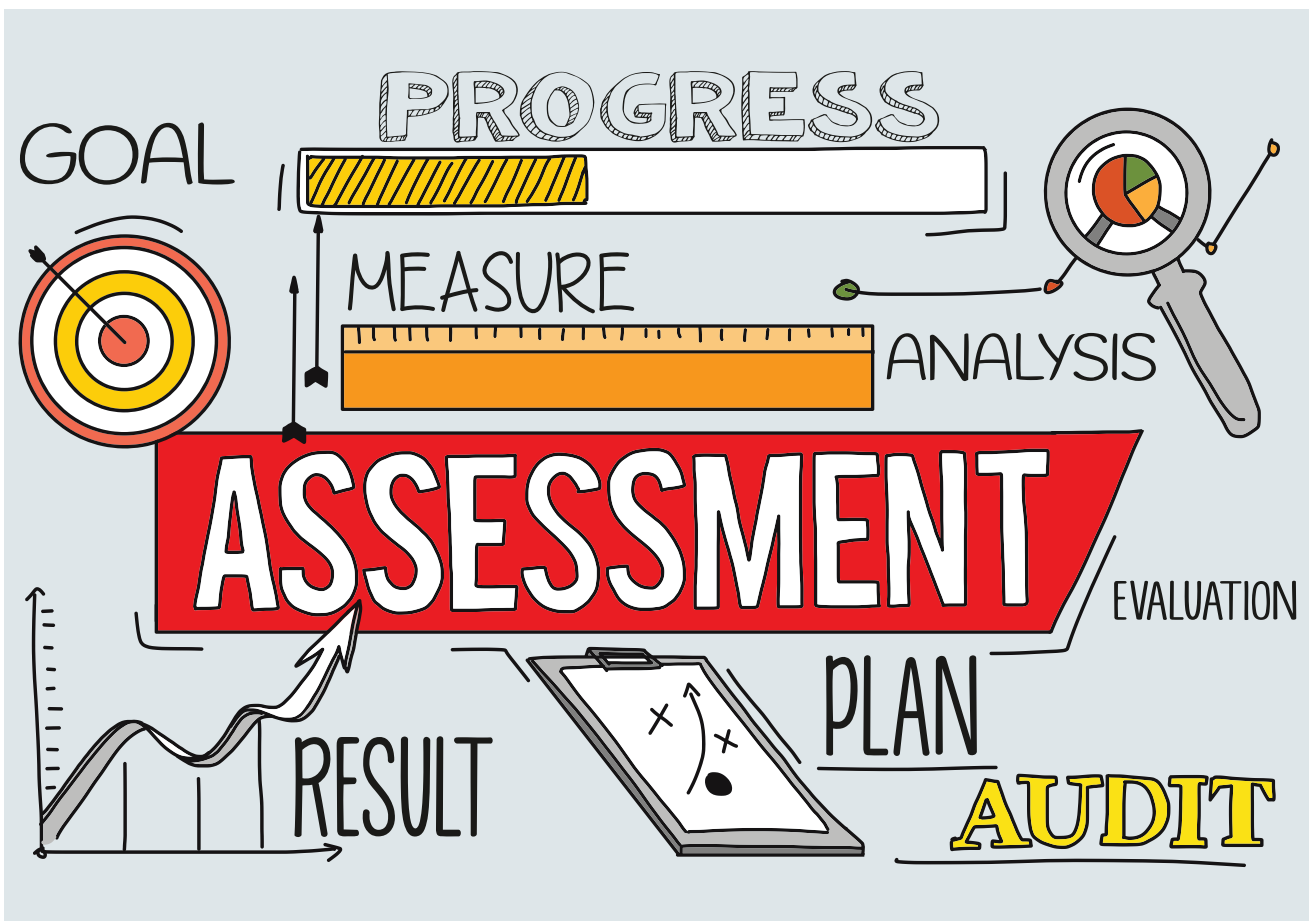 PROGRESS
GOAL
MEASURE
ANALYSIS
ASSESSMENT
EVALUATION
PLAN
RESULT
AUDIT